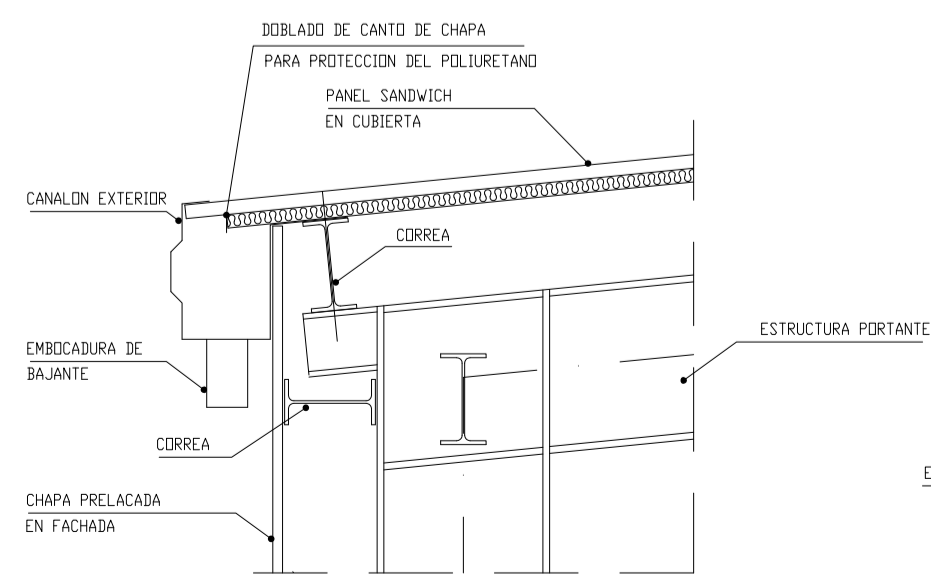 DOBLADO DE CANTO DE CHAPA
PARA PROTECCION DEL POLIURETANO
PANEL SANDWICH
EN CUBIERTA
CANALON EXTERIOR
CORREA
ESTRUCTURA PORTANTE
EMBOCADURA DE
BAJANTE
CORREA
CHAPA PRELACADA
EN FACHADA
E